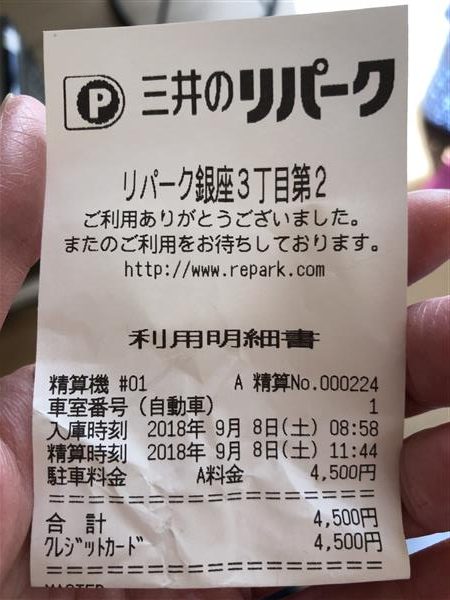 P 三井のリパーク
リパーク銀座3丁目第2
ご利用ありがとうございました。
またのご利用をお待ちしております。
http://www.repark.com
利用明細書
精算機 #01 A 精算No.000224
車室番号(自動車) 1
入庫時刻 2018年 9月 8日(土) 08:58
精算時刻 2018年 9月 8日(土) 11:44
駐車料金 A料金 4,500円
==============================
合 計 4,500円
クレジットカード 4,500円
==============================